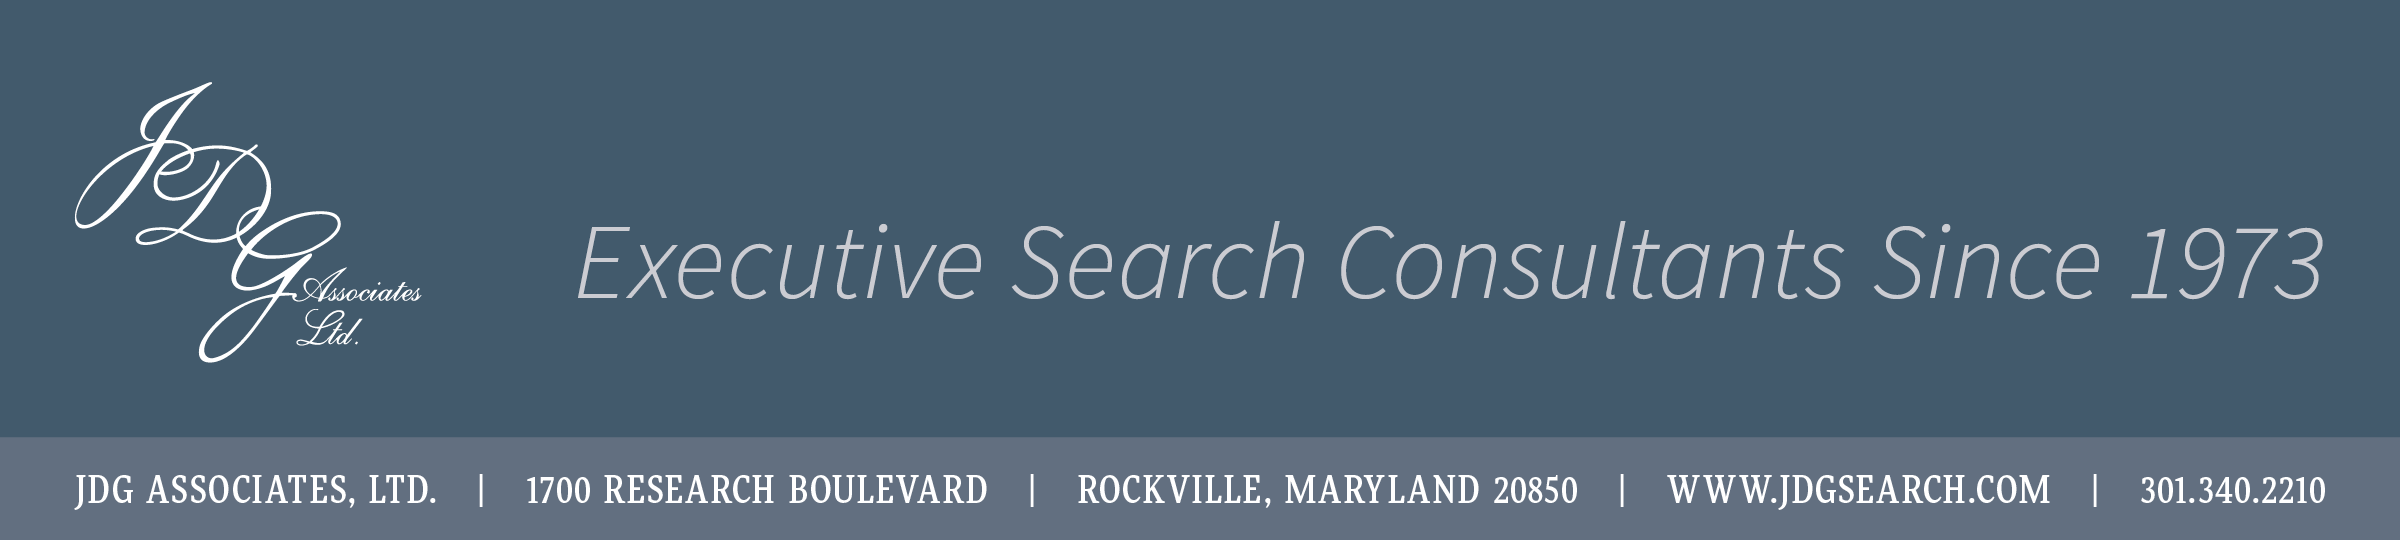 JDG
Associates
Ltd.
Executive Search Consultants Since 1973
JDG ASSOCIATES, LTD. | 1700 RESEARCH BOULEVARD | ROCKVILLE, MARYLAND 20850 | WWW.JDGSEARCH.COM | 301.340.2210